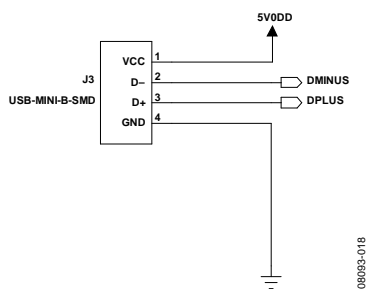 5V0DD
J3
USB-MINI-B-SMD
VCC 1
D– 2
DMINUS
D+ 3
DPLUS
GND 4
08093-018